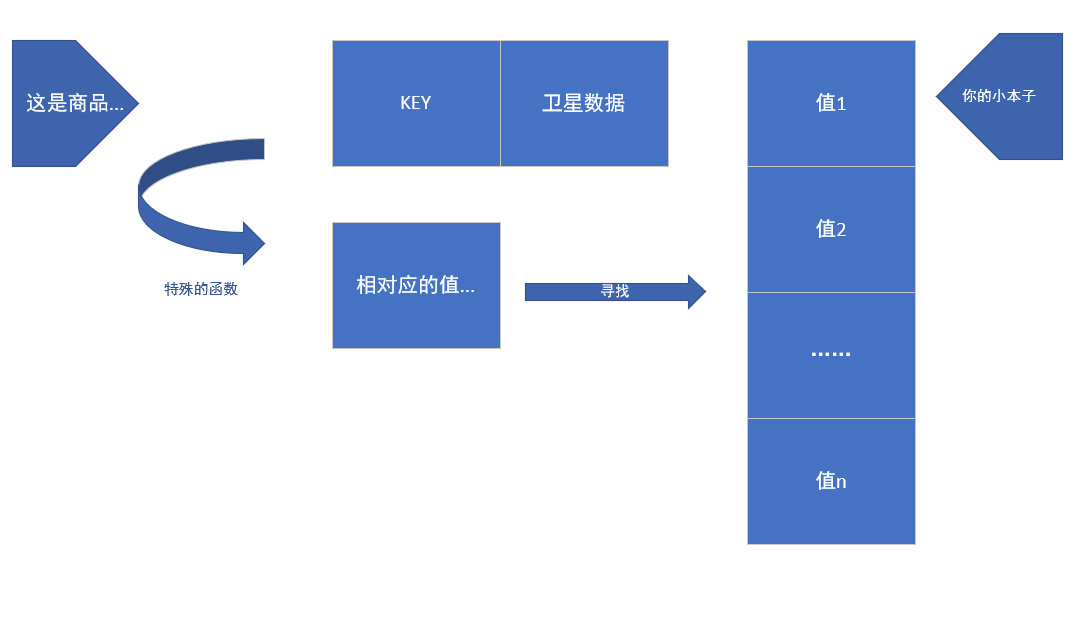 这是商品...
KEY
卫星数据
值1
你的小本子
值2
特殊的函数
相对应的值...
寻找
......
值n